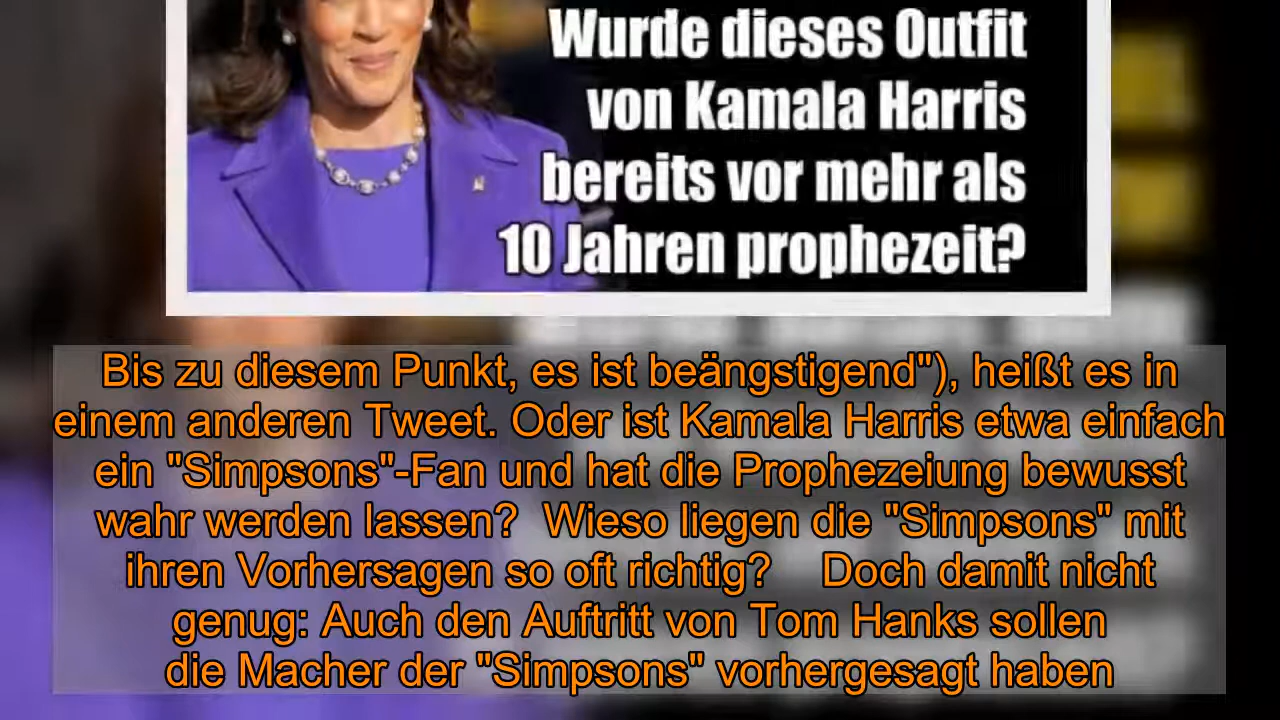 Wurde dieses Outfit
von Kamala Harris
bereits vor mehr als
10 Jahren prophezeit?
Bis zu diesem Punkt, es ist beängstigend"), heißt es in
einem anderen Tweet. Oder ist Kamala Harris etwa einfach
ein "Simpsons"-Fan und hat die Prophezeiung bewusst
wahr werden lassen?  Wieso liegen die "Simpsons" mit
ihren Vorhersagen so oft richtig?    Doch damit nicht
genug: Auch den Auftritt von Tom Hanks sollen
die Macher der "Simpsons" vorhergesagt haben